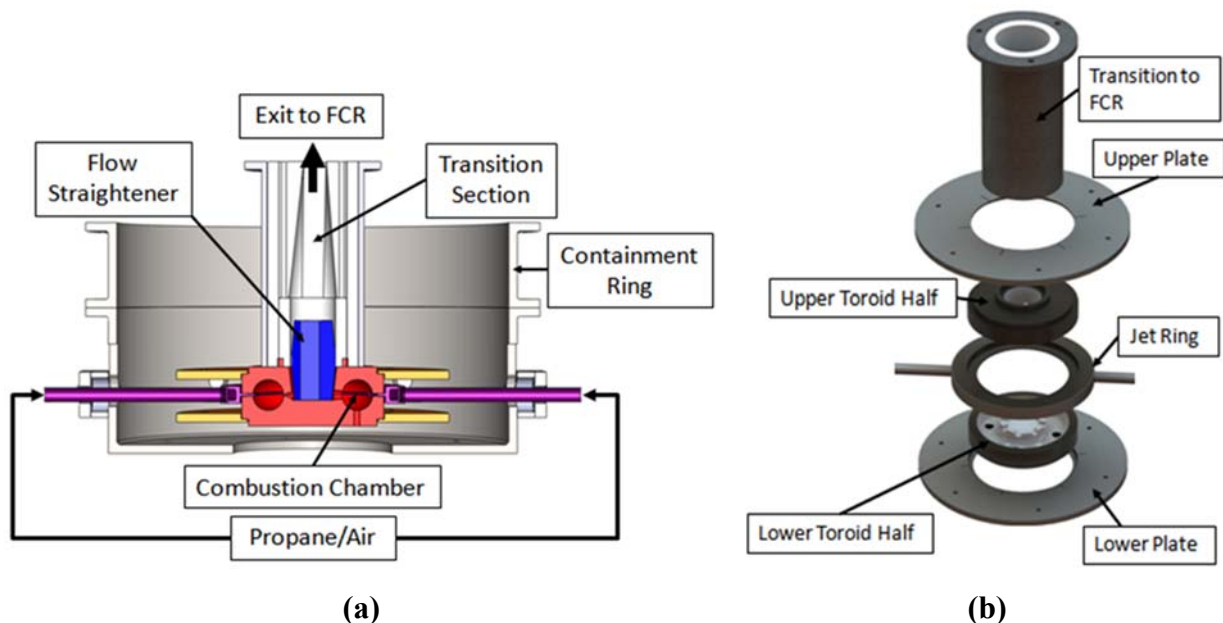 Exit to FCR
Flow
Straightener
Transition
Section
Containment
Ring
Combustion Chamber
Propane/Air
(a)
Transition to
FCR
Upper Plate
Upper Toroid Half
Jet Ring
Lower Toroid Half
Lower Plate
(b)